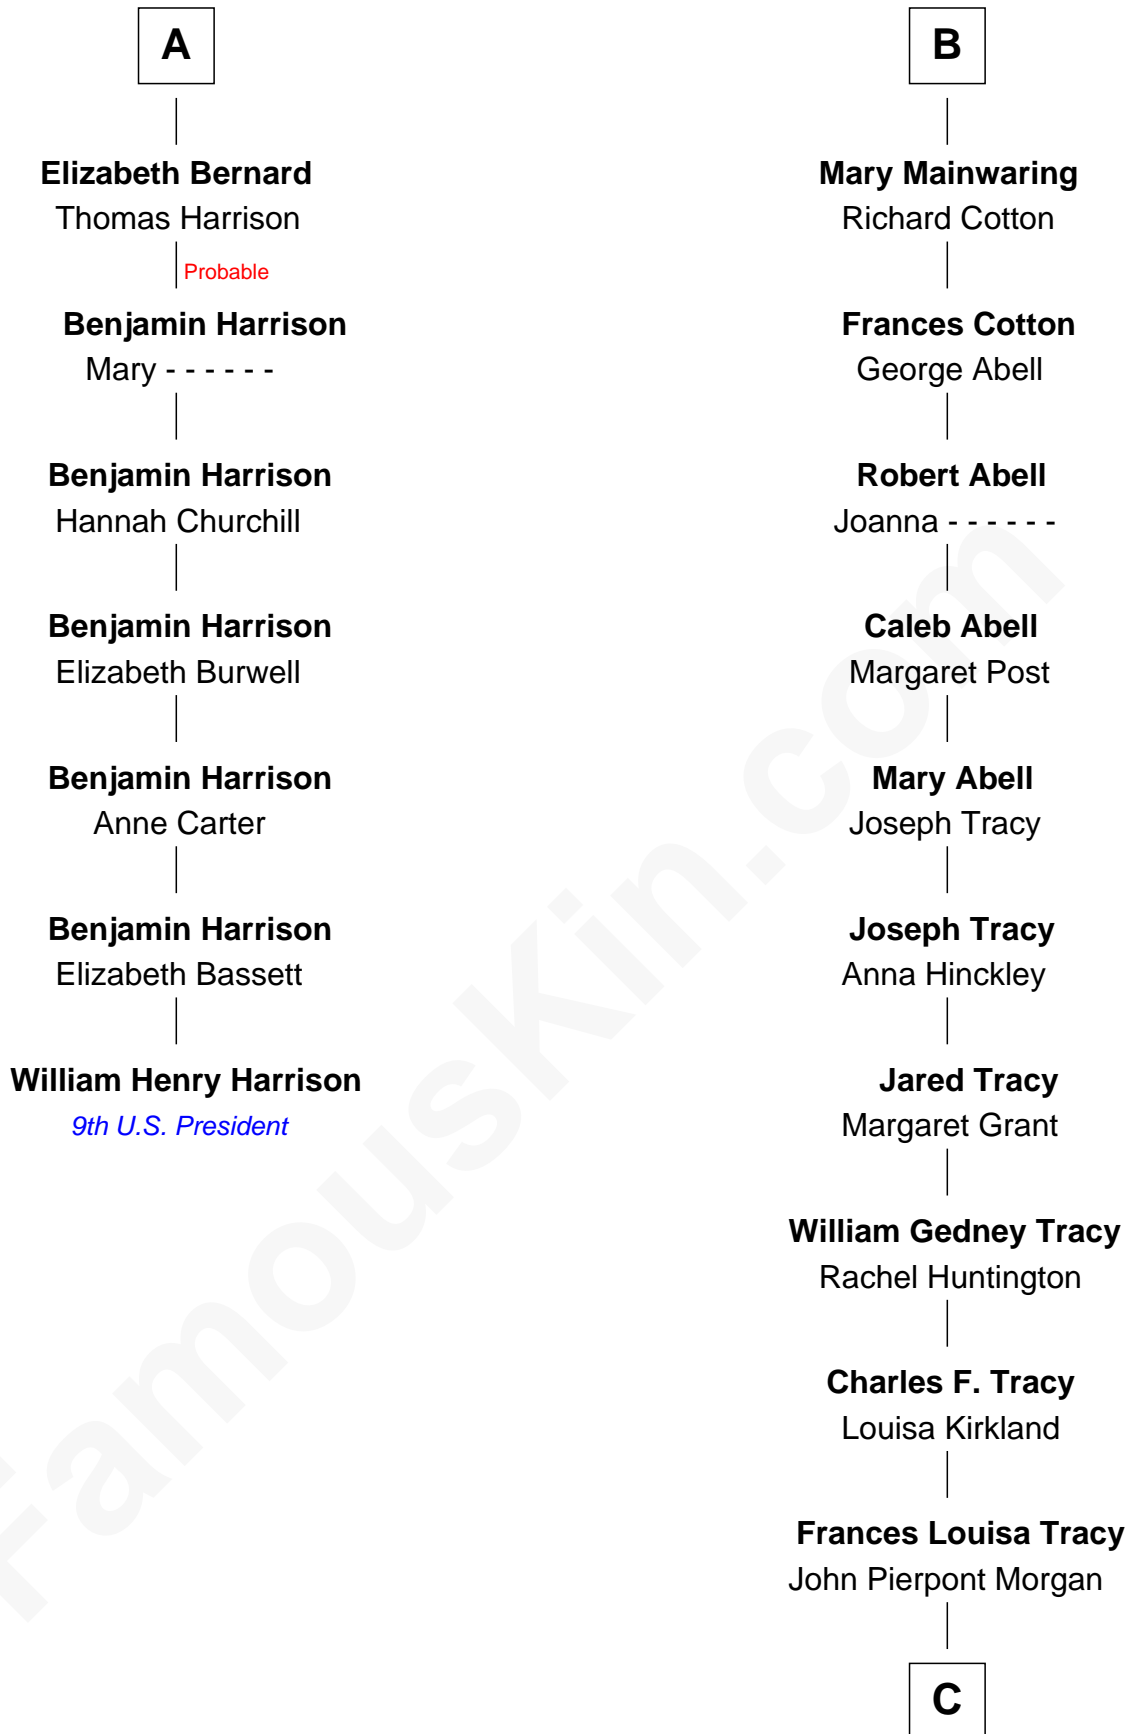 A
Elizabeth Bernard
Thomas Harrison
Probable
Benjamin Harrison
Mary - - - - - -
Benjamin Harrison
Hannah Churchill
Benjamin Harrison
Elizabeth Burwell
Benjamin Harrison
Anne Carter
Benjamin Harrison
Elizabeth Bassett
William Henry Harrison
9th U.S. President
B
Mary Mainwaring
Richard Cotton
Frances Cotton
George Abell
Robert Abell
Joanna - - - - - -
Caleb Abell
Margaret Post
Mary Abell
Joseph Tracy
Joseph Tracy
Anna Hinckley
Jared Tracy
Margaret Grant
William Gedney Tracy
Rachel Huntington
Charles F. Tracy
Louisa Kirkland
Frances Louisa Tracy
John Pierpont Morgan
C
FamousKin.com